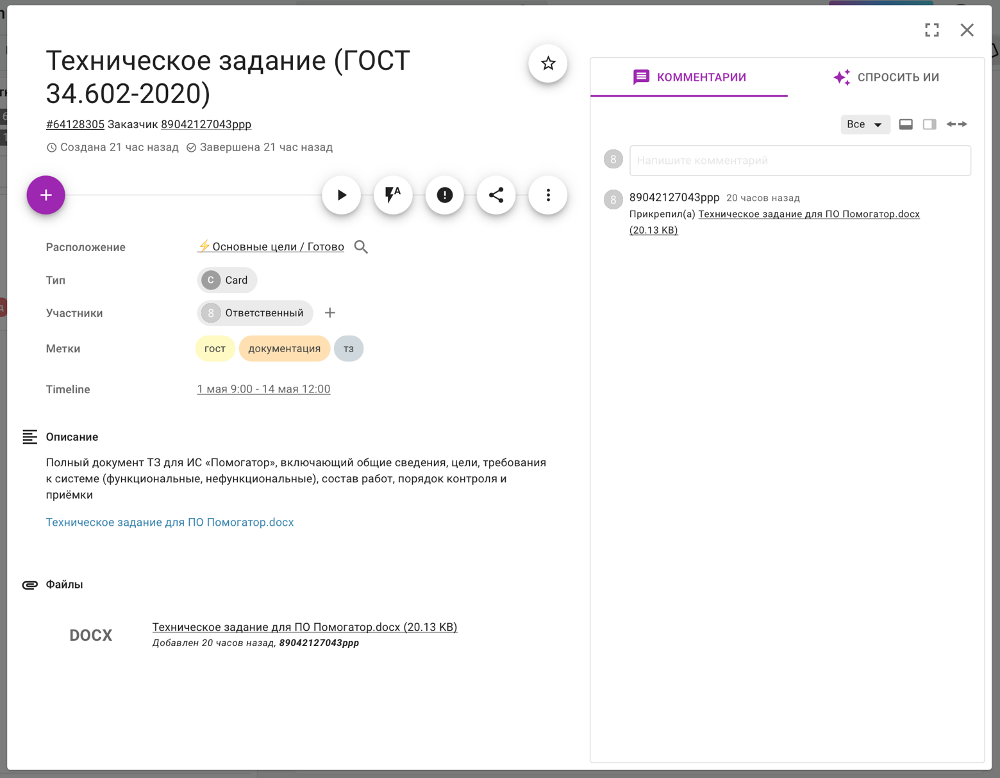 Техническое задание (ГОСТ
34.602-2020)
#64128305 Заказчик 89042127043ppp
Создана 21 час назад Завершена 21 час назад
Расположение
⚡Основные цели / Готово
Тип
C Card
Участники
8 Ответственный
Метки
гост документация тз
Timeline
1 мая 9:00 - 14 мая 12:00
Описание
Полный документ ТЗ для ИС «Помогатор», включающий общие сведения, цели, требования
к системе (функциональные, нефункциональные), состав работ, порядок контроля и
приёмки
Техническое задание для ПО Помогатор.docx
Файлы
DOCX
Техническое задание для ПО Помогатор.docx (20.13 KB)
Добавлен 20 часов назад, 89042127043ppp
КОММЕНТАРИИ
СПРОСИТЬ ИИ
Все
8
Напишите комментарий
8
89042127043ppp 20 часов назад
Прикрепил(а) Техническое задание для ПО Помогатор.docx
(20.13 KB)